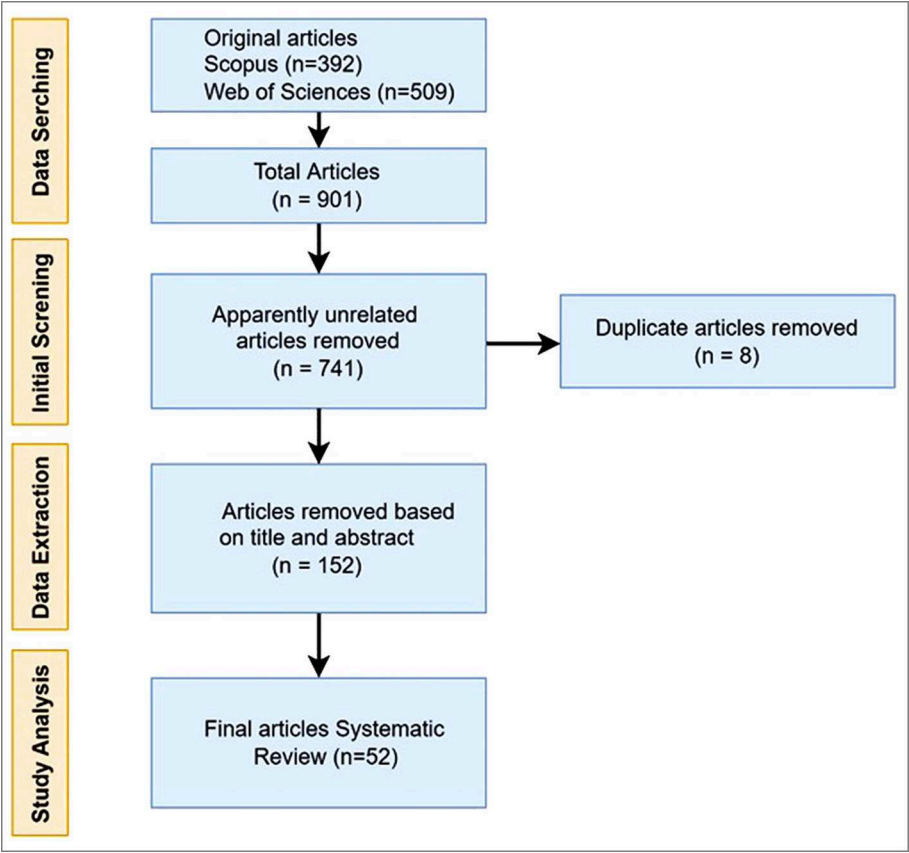 Data Serching
Original articles
Scopus (n=392)
Web of Sciences (n=509)
Total Articles
(n = 901)
Initial Screning
Apparently unrelated
articles removed
(n = 741)
Duplicate articles removed
(n = 8)
Data Extraction
Articles removed based
on title and abstract
(n = 152)
Study Analysis
Final articles Systematic
Review (n=52)